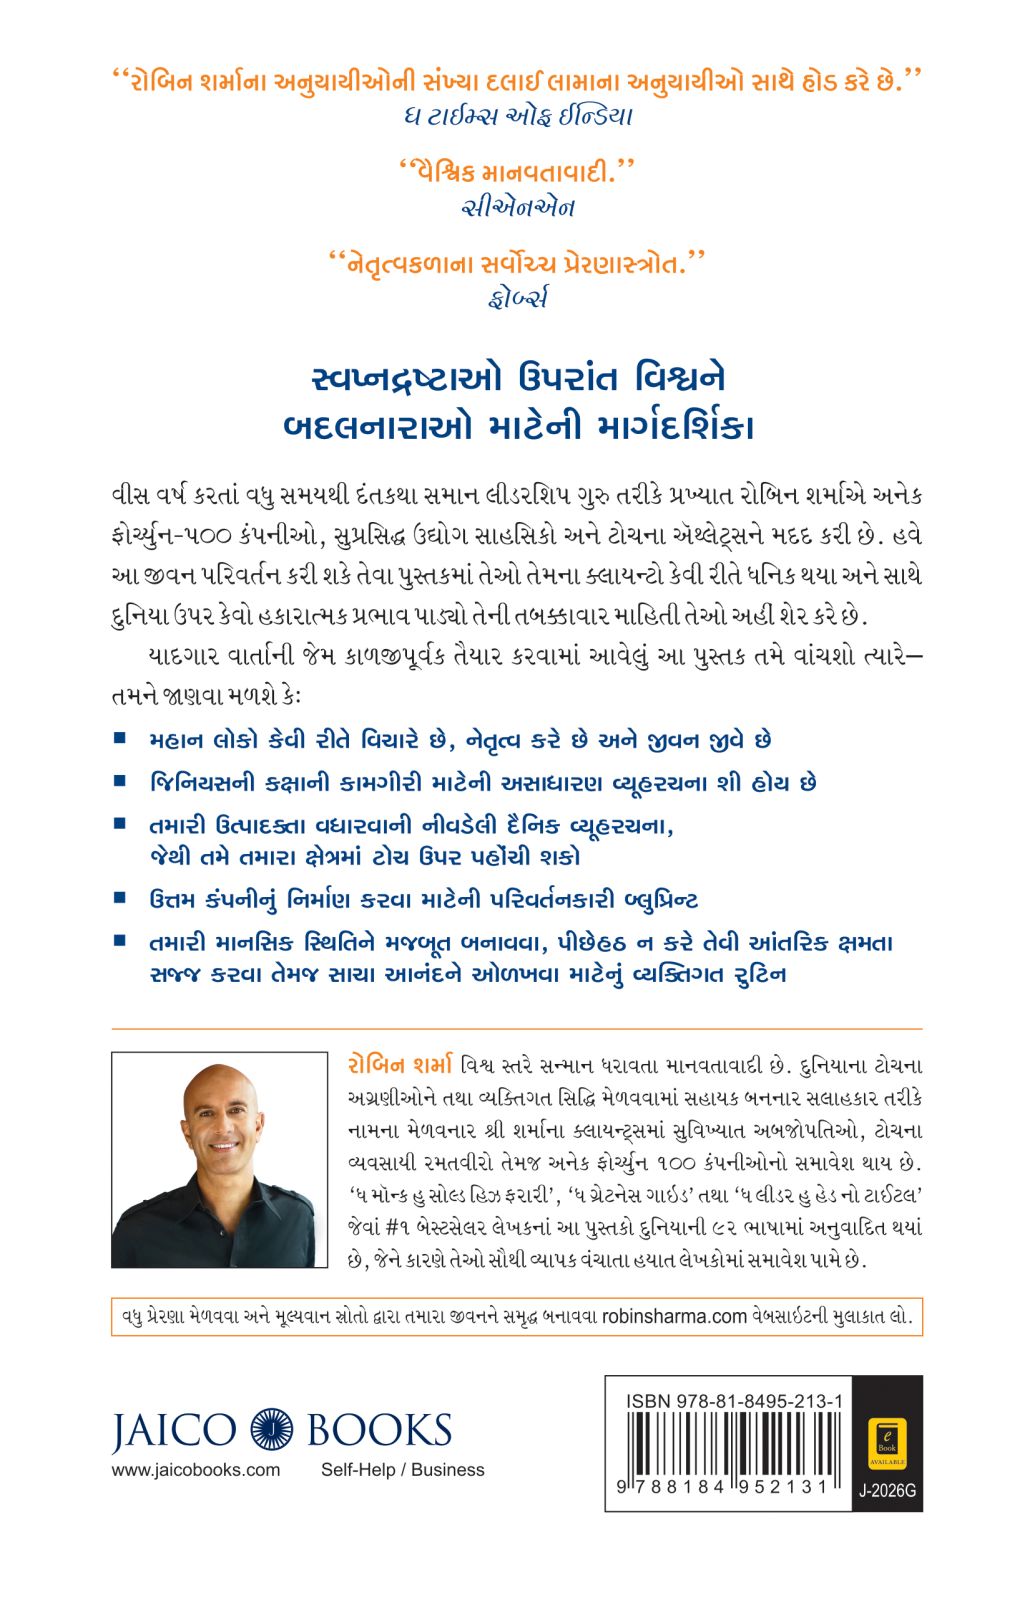 “રોબિન શર્માના અનુયાયીઓની સંખ્યા દલાઈ લામાના અનુયાયીઓ સાથે હોડ કરે છે.”
ધ ટાઈમ્સ ઓફ ઈન્ડિયા
“વૈશ્વિક માનવતાવાદી.”
સીએનએન
“નેતૃત્વકળાના સર્વોચ્ચ પ્રેરણાસ્ત્રોત.”
ફોર્બ્સ
સ્વપ્નદ્રષ્ટાઓ ઉપરાંત વિશ્વને
બદલનારાઓ માટેની માર્ગદર્શિકા
વીસ વર્ષ કરતાં વધુ સમયથી દંતકથા સમાન લીડરશિપ ગુરુ તરીકે પ્રખ્યાત રોબિન શર્માએ અનેક
ફોર્ચ્યુન-૫૦૦ કંપનીઓ, સુપ્રસિદ્ધ ઉદ્યોગ સાહસિકો અને ટોચના ઍથ્લેટ્સને મદદ કરી છે. હવે
આ જીવન પરિવર્તન કરી શકે તેવા પુસ્તકમાં તેઓ તેમના ક્લાયન્ટો કેવી રીતે ધનિક થયા અને સાથે
દુનિયા ઉપર કેવો હકારાત્મક પ્રભાવ પાડ્યો તેની તબક્કાવાર માહિતી તેઓ અહીં શેર કરે છે.
યાદગાર વાર્તાની જેમ કાળજીપૂર્વક તૈયાર કરવામાં આવેલું આ પુસ્તક તમે વાંચશો ત્યારે—
તમને જાણવા મળશે કે:
■ મહાન લોકો કેવી રીતે વિચારે છે, નેતૃત્વ કરે છે અને જીવન જીવે છે
■ જિનિયસની કક્ષાની કામગીરી માટેની અસાધારણ વ્યૂહરચના શી હોય છે
■ તમારી ઉત્પાદક્તા વધારવાની નીવડેલી દૈનિક વ્યૂહરચના,
જેથી તમે તમારા ક્ષેત્રમાં ટોચ ઉપર પહોંચી શકો
■ ઉત્તમ કંપનીનું નિર્માણ કરવા માટેની પરિવર્તનકારી બ્લુપ્રિન્ટ
■ તમારી માનસિક સ્થિતિને મજબૂત બનાવવા, પીછેહઠ ન કરે તેવી આંતરિક ક્ષમતા
સજ્જ કરવા તેમજ સાચા આનંદને ઓળખવા માટેનું વ્યક્તિગત રુટિન
રોબિન શર્મા વિશ્વ સ્તરે સન્માન ધરાવતા માનવતાવાદી છે. દુનિયાના ટોચના
અગ્રણીઓને તથા વ્યક્તિગત સિદ્ધિ મેળવવામાં સહાયક બનનાર સલાહકાર તરીકે
નામના મેળવનાર શ્રી શર્માના ક્લાયન્ટ્સમાં સુવિખ્યાત અબજોપતિઓ, ટોચના
વ્યવસાયી રમતવીરો તેમજ અનેક ફોર્ચ્યુન ૧૦૦ કંપનીઓનો સમાવેશ થાય છે.
‘ધ મૉન્ક હુ સોલ્ડ હિઝ ફરારી’, ‘ધ ગ્રેટનેસ ગાઇડ’ તથા ‘ધ લીડર હુ હેડ નો ટાઈટલ’
જેવાં #૧ બેસ્ટસેલર લેખકનાં આ પુસ્તકો દુનિયાની ૯૨ ભાષામાં અનુવાદિત થયાં
છે, જેને કારણે તેઓ સૌથી વ્યાપક વંચાતા હયાત લેખકોમાં સમાવેશ પામે છે.
વધુ પ્રેરણા મેળવવા અને મૂલ્યવાન સ્રોતો દ્વારા તમારા જીવનને સમૃદ્ધ બનાવવા robinsharma.com વેબસાઇટની મુલાકાત લો.
JAICO J BOOKS
www.jaicobooks.com Self-Help / Business
ISBN 978-81-8495-213-1
9 788184 952131
e
Book
AVAILABLE
J-2026G